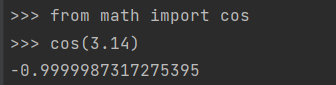 >>> from math import cos
>>> cos(3.14)
-0.9999987317275395